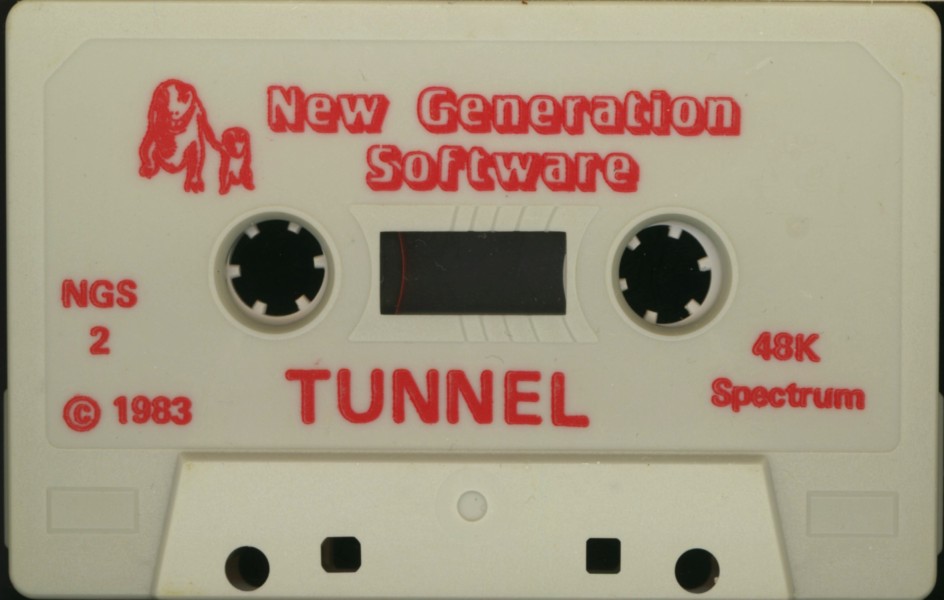 New Generation
Software
NGS
2
© 1983
TUNNEL
48K
Spectrum